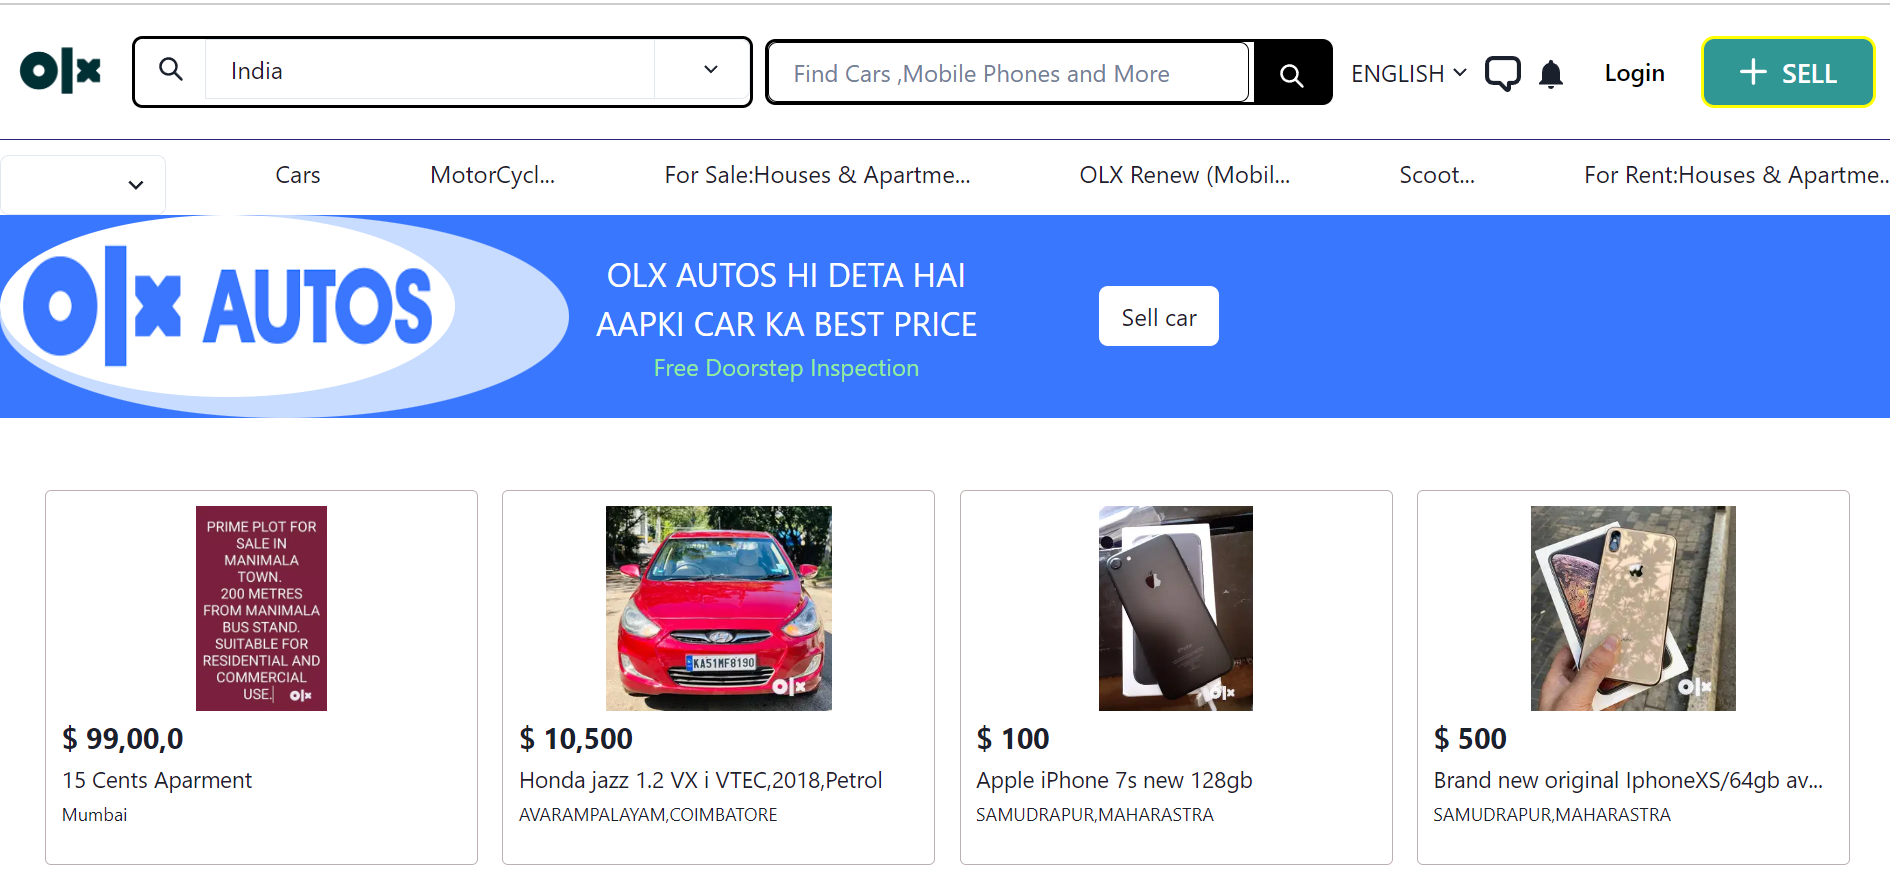 olx
India
Find Cars ,Mobile Phones and More
ENGLISH
Login
+ SELL
Cars
MotorCycl...
For Sale:Houses & Apartme...
OLX Renew (Mobil...
Scoot...
For Rent:Houses & Apartme..
olx AUTOS
OLX AUTOS HI DETA HAI
AAPKI CAR KA BEST PRICE
Free Doorstep Inspection
Sell car
PRIME PLOT FOR
SALE IN
MANIMALA
TOWN.
200 METRES
FROM MANIMALA
BUS STAND.
SUITABLE FOR
RESIDENTIAL AND
COMMERCIAL
USE.
olx
$ 99,00,0
15 Cents Aparment
Mumbai
KA51MF8190
olx
$ 10,500
Honda jazz 1.2 VX i VTEC,2018,Petrol
AVARAMPALAYAM,COIMBATORE
olx
$ 100
Apple iPhone 7s new 128gb
SAMUDRAPUR,MAHARASTRA
olx
$ 500
Brand new original IphoneXS/64gb av...
SAMUDRAPUR,MAHARASTRA